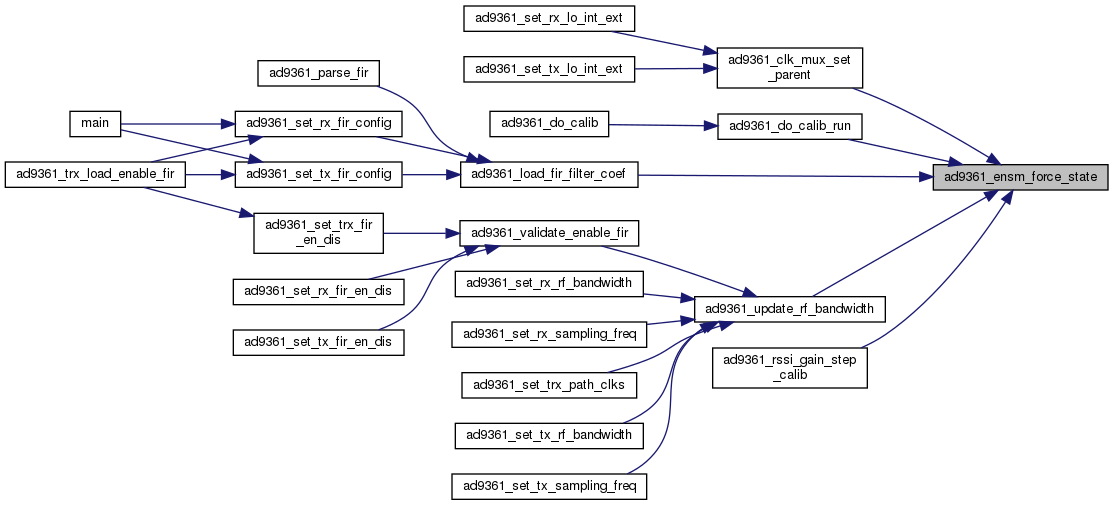 ad9361_set_rx_lo_int_ext
ad9361_set_tx_lo_int_ext
ad9361_clk_mux_set
_parent
ad9361_parse_fir
main
ad9361_set_rx_fir_config
ad9361_do_calib
ad9361_do_calib_run
ad9361_trx_load_enable_fir
ad9361_set_tx_fir_config
ad9361_load_fir_filter_coef
ad9361_ensm_force_state
ad9361_set_trx_fir
_en_dis
ad9361_validate_enable_fir
ad9361_set_rx_fir_en_dis
ad9361_set_rx_rf_bandwidth
ad9361_update_rf_bandwidth
ad9361_set_tx_fir_en_dis
ad9361_set_rx_sampling_freq
ad9361_rssi_gain_step
_calib
ad9361_set_trx_path_clks
ad9361_set_tx_rf_bandwidth
ad9361_set_tx_sampling_freq